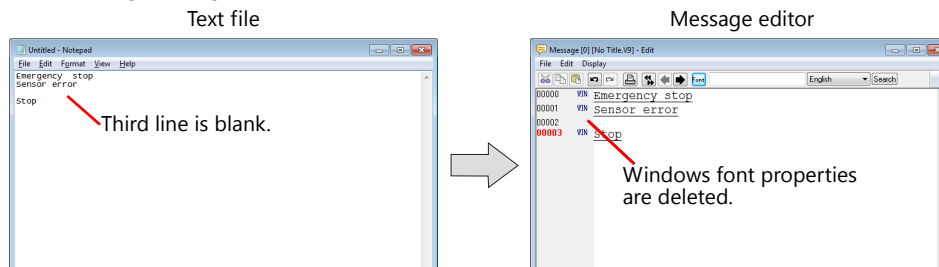 Text file
Message editor
Untitled - Notepad
File Edit Format View Help
Emergency stop
Sensor error
Stop
Third line is blank.
Message [0] [No Title.V9] - Edit
File Edit Display
Font
English
Search
00000 WIN Emergency stop
00001 WIN Sensor error
00002
00003 WIN Stop
Windows font properties
are deleted.